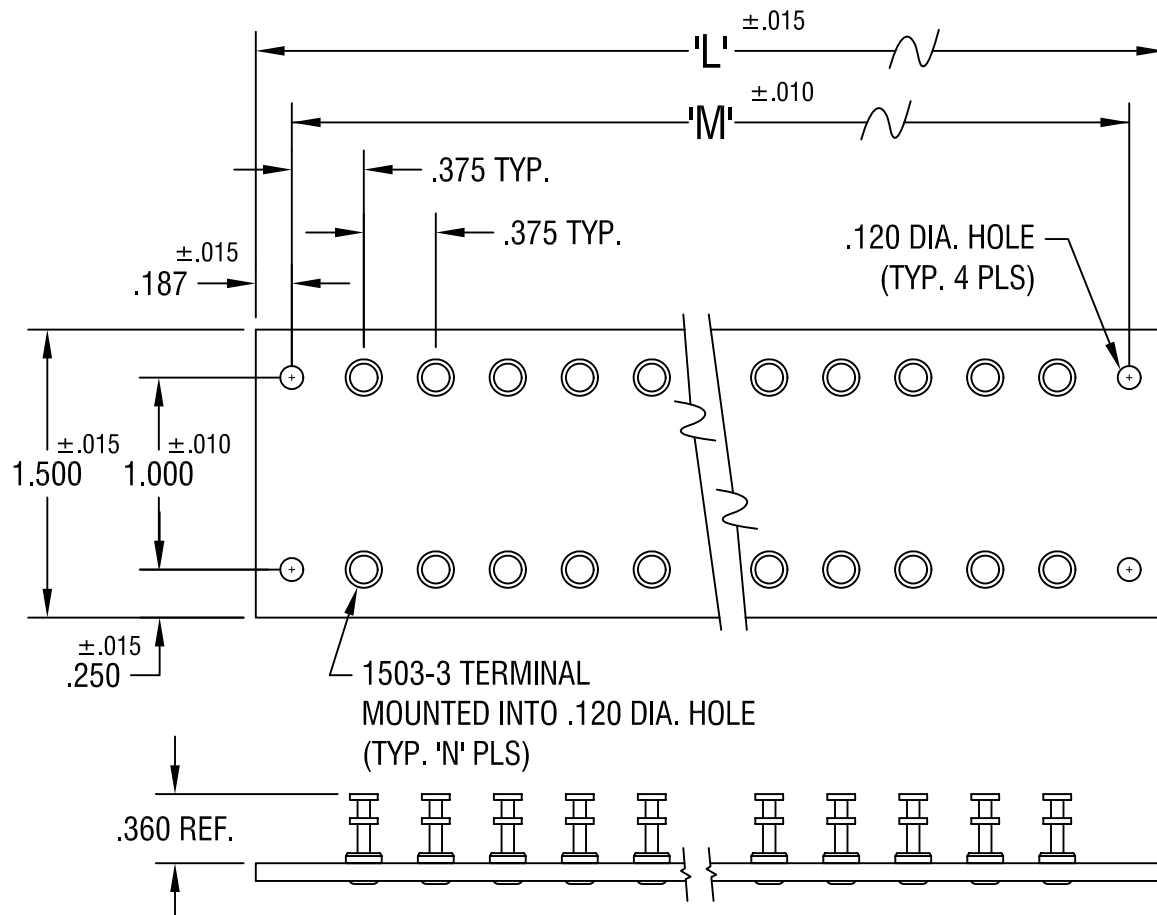 ±.015
'L'
±.010
'M'
.375 TYP.
.375 TYP.
.120 DIA. HOLE
(TYP. 4 PLS)
±.015
.187
±.015
1.500
±.010
1.000
±.015
.250
1503-3 TERMINAL
MOUNTED INTO .120 DIA. HOLE
(TYP. 'N' PLS)
.360 REF.